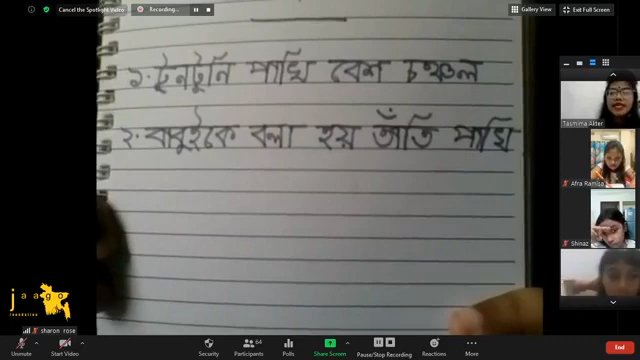 Cancel the Spotlight Video
Recording...
Gallery View
Exit Full Screen
১. টুনটুনি পাখি বেশ চঞ্চল
২. বাবুইকে বলা হয় তাঁতি পাখি
Tasmima Akter
Afra Ramisa
Shinaz
jaago
FOUNDATION
sharon rose
Unmute
Start Video
Security
Participants
64
Polls
Share Screen
Pause/Stop Recording
Reactions
More
End